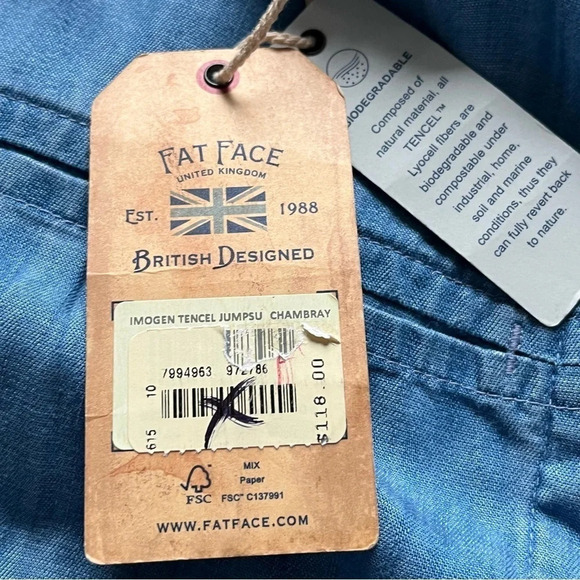 FAT FACE
UNITED KINGDOM
EST. 1988
BRITISH DESIGNED
IMOGEN TENCEL JUMPSU CHAMBRAY
7994963 972786
10
615
$118.00
MIX
Paper
FSC
FSC™ C137991
WWW.FATFACE.COM
BIODEGRADABLE
Composed of
natural material, all
TENCEL™
Lyocell fibers are
biodegradable and
compostable under
industrial, home,
soil and marine
conditions, thus they
can fully revert back
to nature.